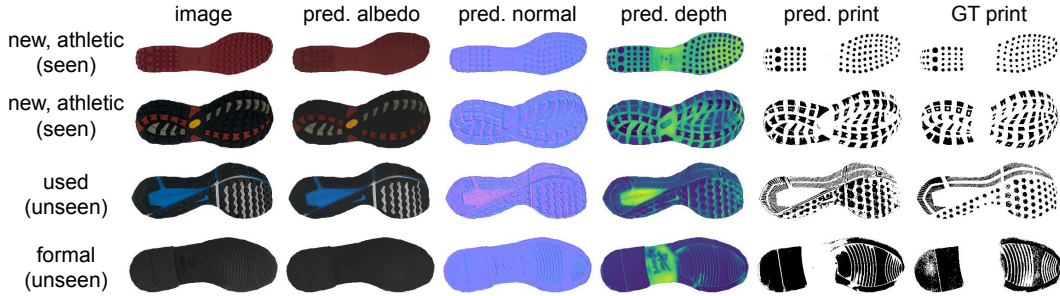 image pred. albedo pred. normal pred. depth pred. print GT print
new, athletic
(seen)
new, athletic
(seen)
used
(unseen)
formal
(unseen)